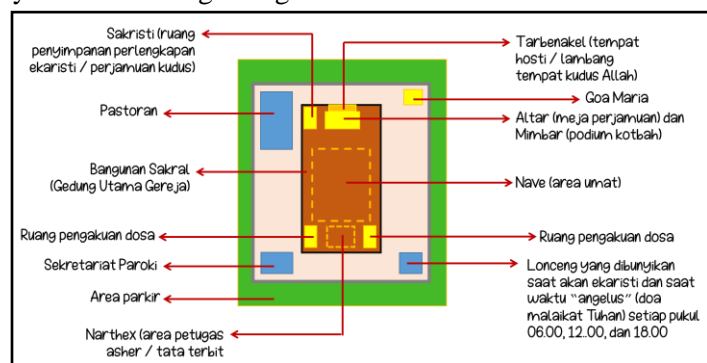 Sakristi (ruang
penyimpanan perlengkapan
ekaristi / perjamuan kudus)
Pastoran
Bangunan Sakral
(Gedung Utama Gereja)
Ruang pengakuan dosa
Sekretariat Paroki
Area parkir
Narthex (area petugas
asher / tata terbit
Tarbenakel (tempat
hosti / lambang
tempat kudus Allah)
Goa Maria
Altar (meja perjamuan) dan
Mimbar (podium kotbah)
Nave (area umat)
Ruang pengakuan dosa
Lonceng yang dibunyikan
saat akan ekaristi dan saat
waktu "angelus" (doa
malaikat Tuhan) setiap pukul
06.00, 12..00, dan 18.00